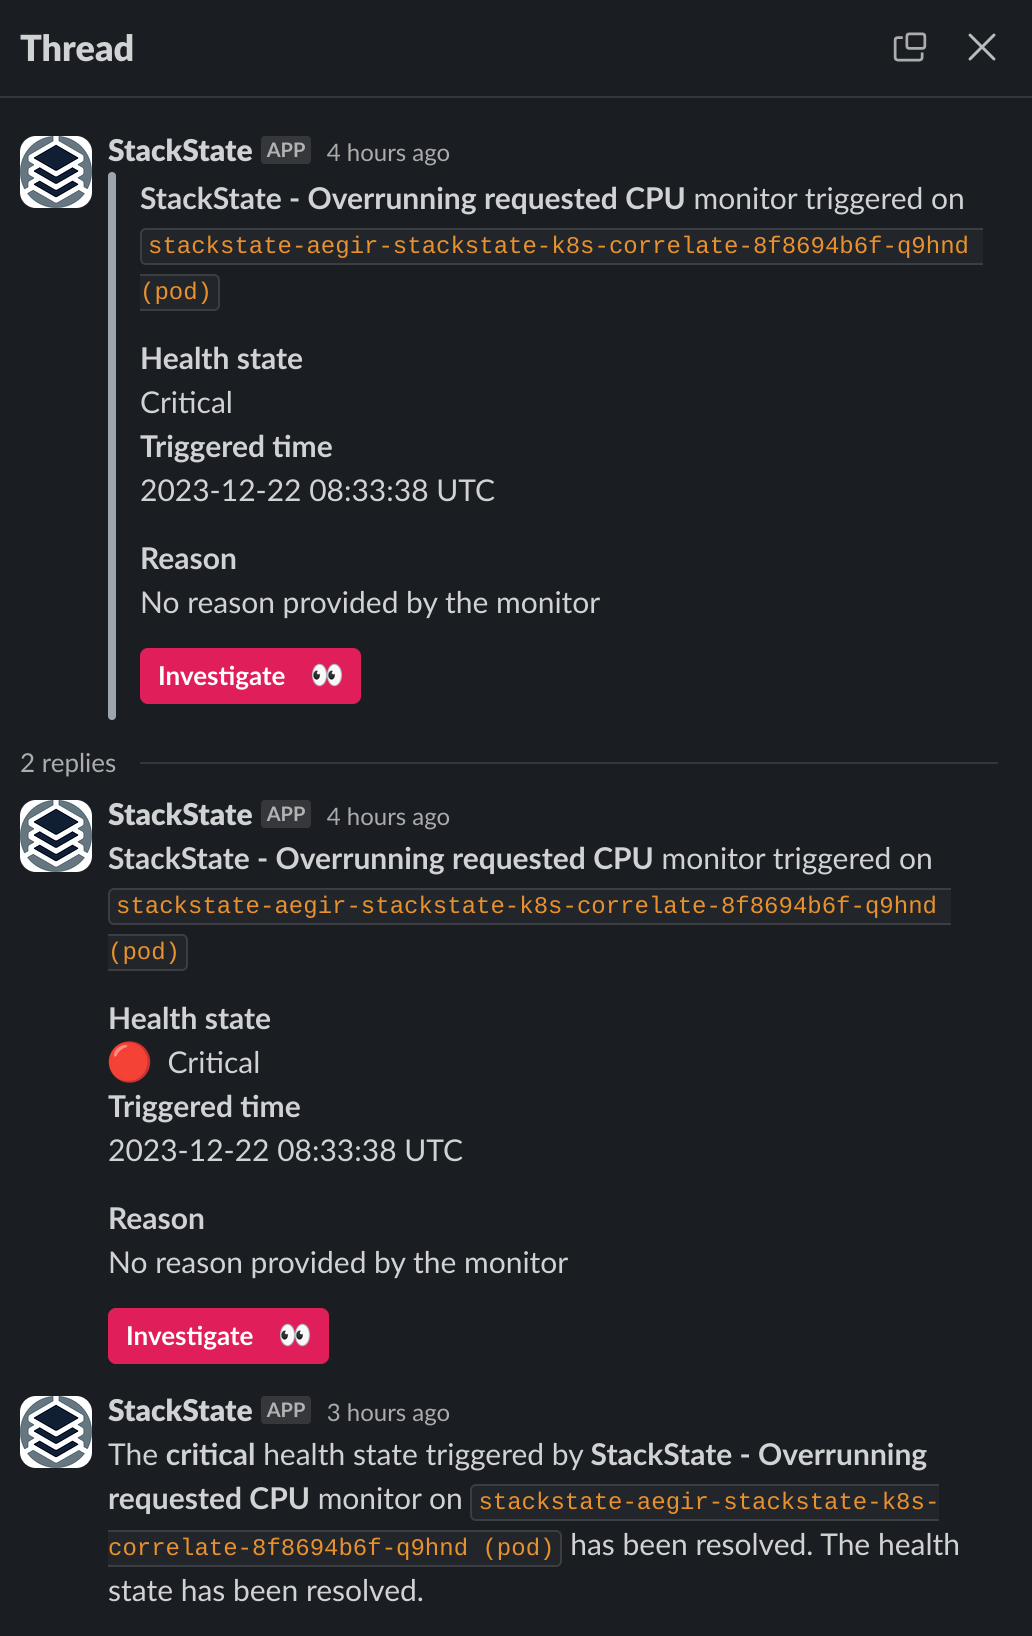 Thread
StackState APP 4 hours ago
StackState - Overrunning requested CPU monitor triggered on
stackstate-aegir-stackstate-k8s-correlate-8f8694b6f-q9hnd
(pod)
Health state
Critical
Triggered time
2023-12-22 08:33:38 UTC
Reason
No reason provided by the monitor
Investigate 👀
2 replies
StackState APP 4 hours ago
StackState - Overrunning requested CPU monitor triggered on
stackstate-aegir-stackstate-k8s-correlate-8f8694b6f-q9hnd
(pod)
Health state
🔴 Critical
Triggered time
2023-12-22 08:33:38 UTC
Reason
No reason provided by the monitor
Investigate 👀
StackState APP 3 hours ago
The critical health state triggered by StackState - Overrunning
requested CPU monitor on stackstate-aegir-stackstate-k8s-
correlate-8f8694b6f-q9hnd (pod) has been resolved. The health
state has been resolved.